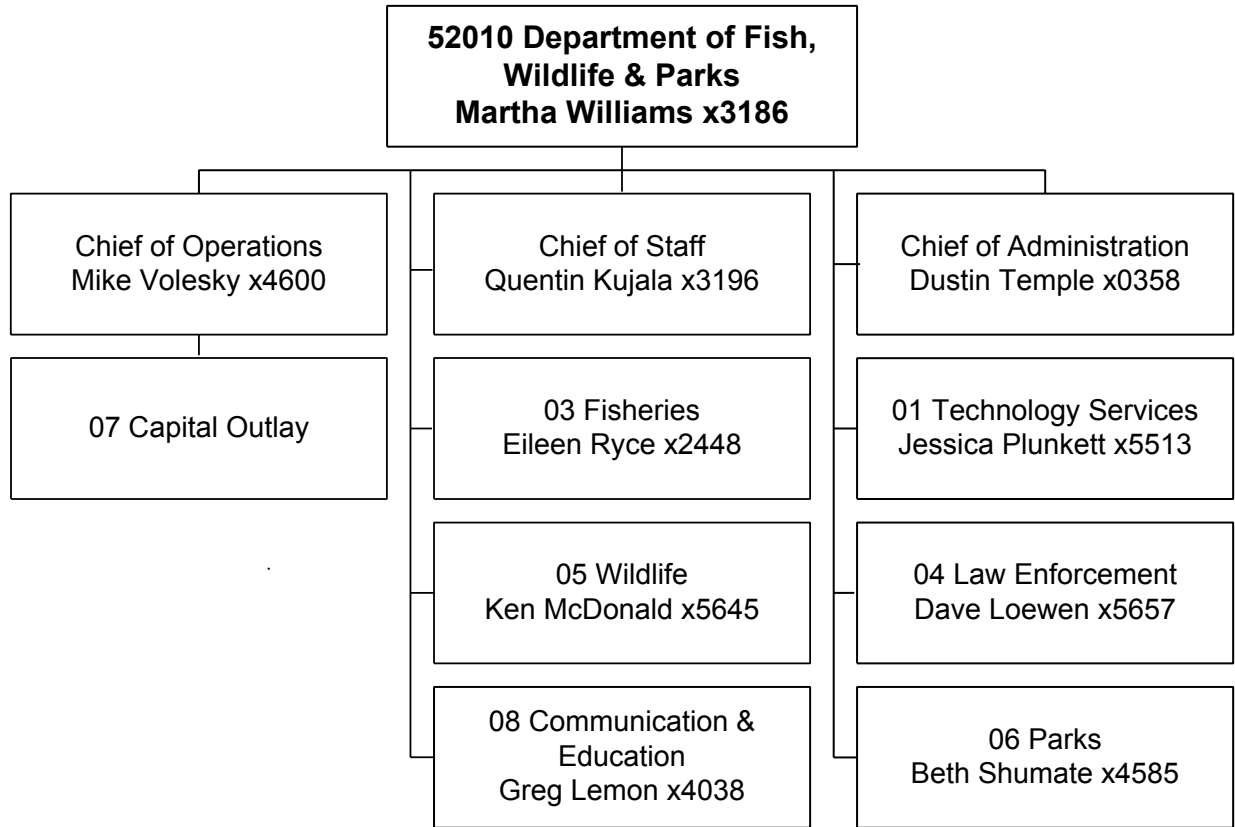 52010 Department of Fish,
Wildlife & Parks
Martha Williams x3186
Chief of Operations
Mike Volesky x4600
Chief of Staff
Quentin Kujala x3196
Chief of Administration
Dustin Temple x0358
07 Capital Outlay
03 Fisheries
Eileen Ryce x2448
01 Technology Services
Jessica Plunkett x5513
05 Wildlife
Ken McDonald x5645
04 Law Enforcement
Dave Loewen x5657
08 Communication &
Education
Greg Lemon x4038
06 Parks
Beth Shumate x4585